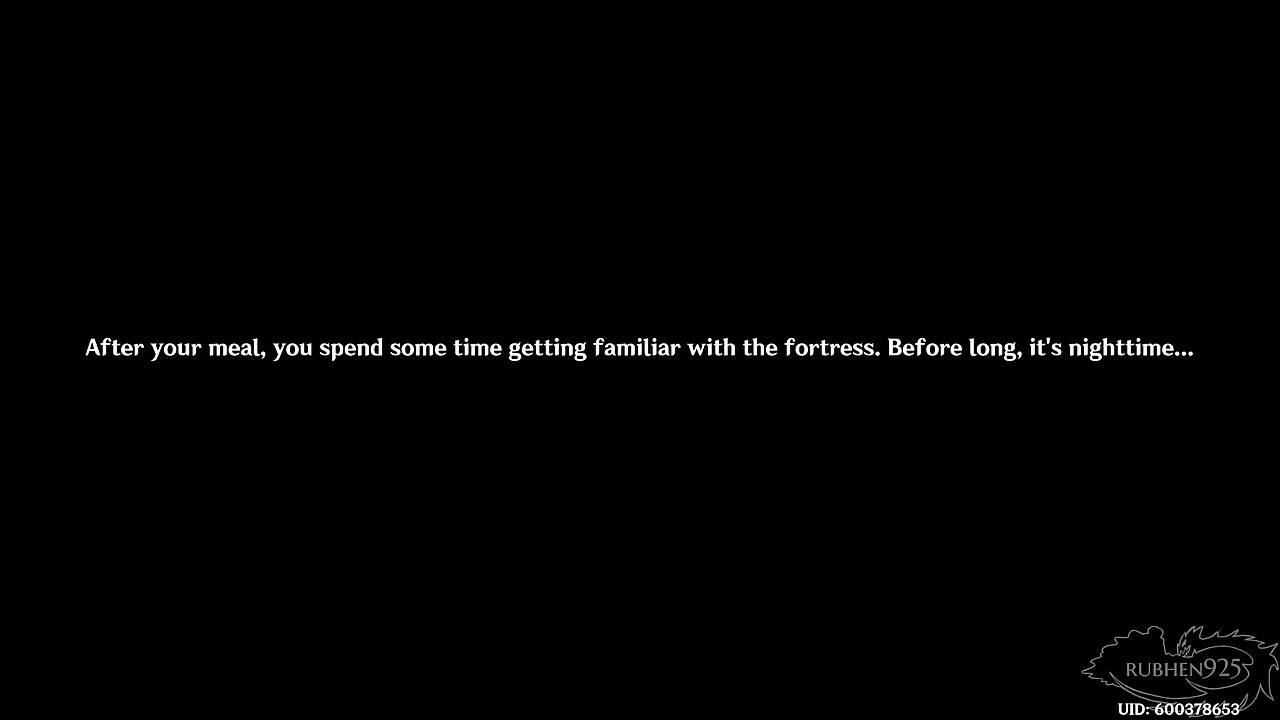 After your meal, you spend some time getting familiar with the fortress. Before long, it's nighttime...
RUBHEN925
UID: 600378653